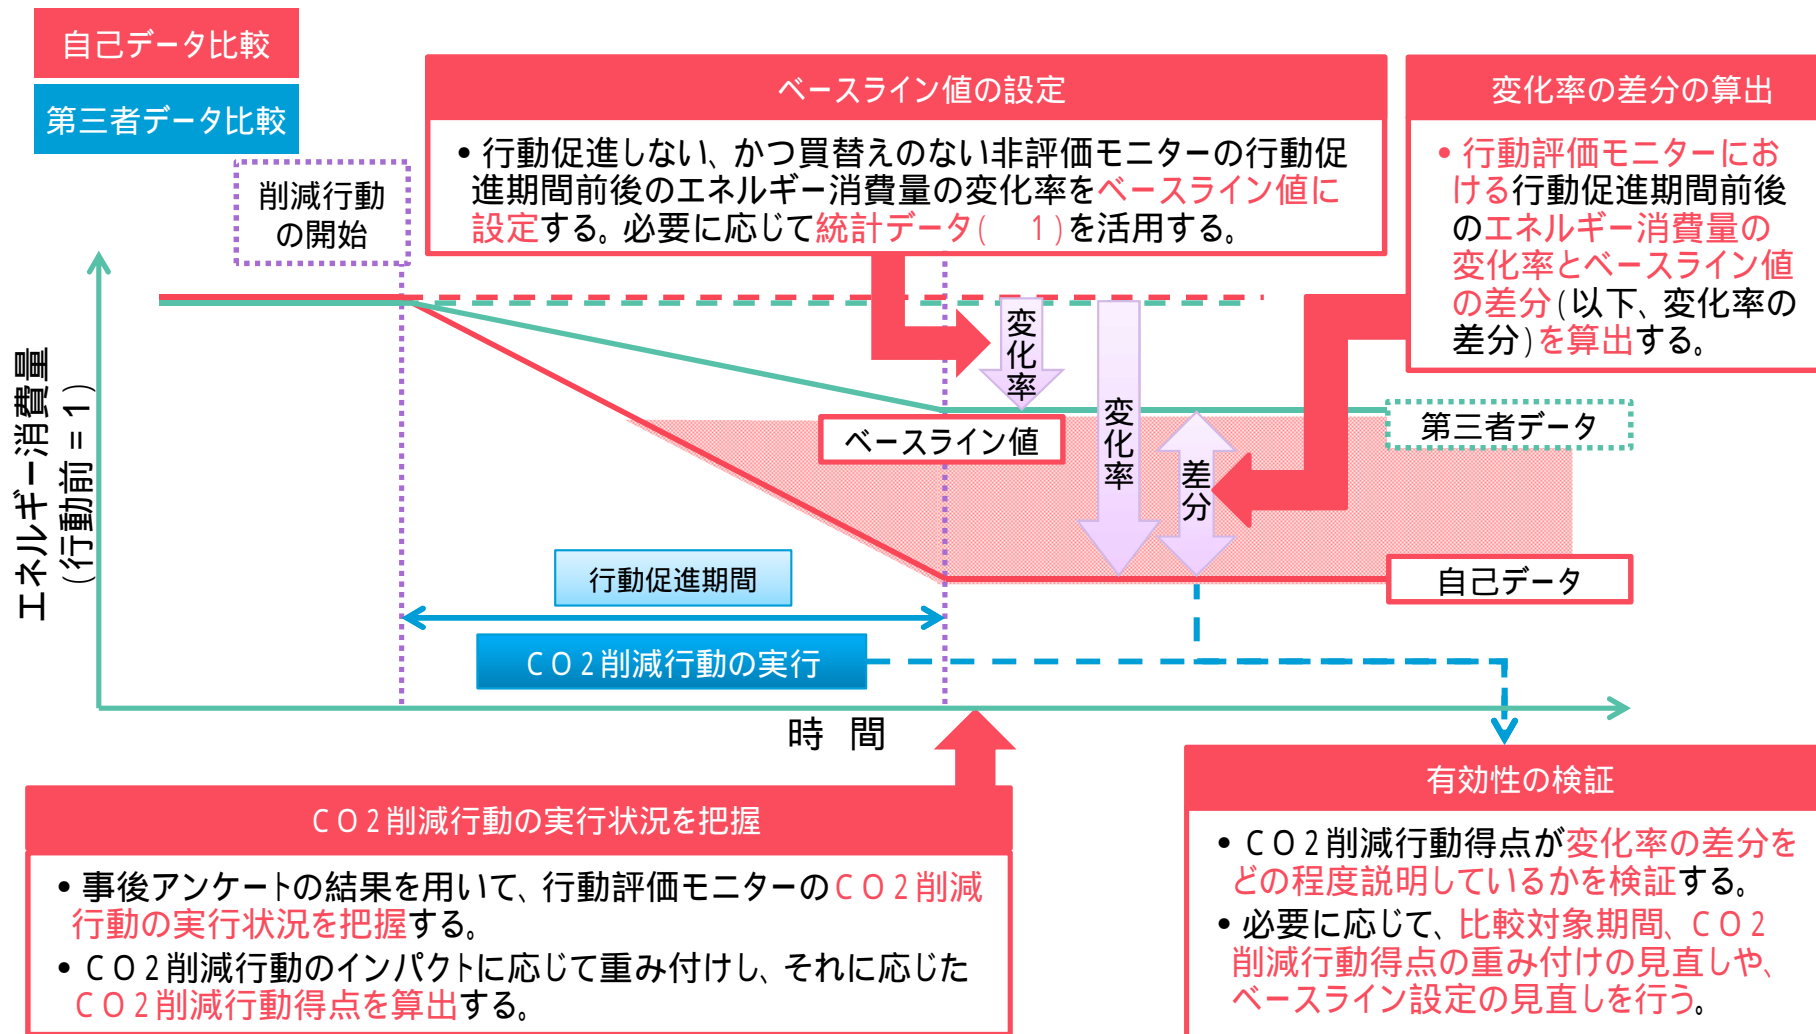 自己データ比較
第三者データ比較
削減行動
の開始
ベースライン値の設定
• 行動促進しない、かつ買替えのない非評価モニターの行動促
進期間前後のエネルギー消費量の変化率をベースライン値に
設定する。必要に応じて統計データ(　1)を活用する。
変化率の差分の算出
• 行動評価モニターにお
ける行動促進期間前後
のエネルギー消費量の
変化率とベースライン値
の差分(以下、変化率の
差分)を算出する。
エネルギー消費量
(行動前=1)
変化率
変化率
差分
ベースライン値
第三者データ
自己データ
行動促進期間
CO2削減行動の実行
時 間
CO2削減行動の実行状況を把握
• 事後アンケートの結果を用いて、行動評価モニターのCO2削減
行動の実行状況を把握する。
• CO2削減行動のインパクトに応じて重み付けし、それに応じた
CO2削減行動得点を算出する。
有効性の検証
• CO2削減行動得点が変化率の差分を
どの程度説明しているかを検証する。
• 必要に応じて、比較対象期間、CO2
削減行動得点の重み付けの見直しや、
ベースライン設定の見直しを行う。